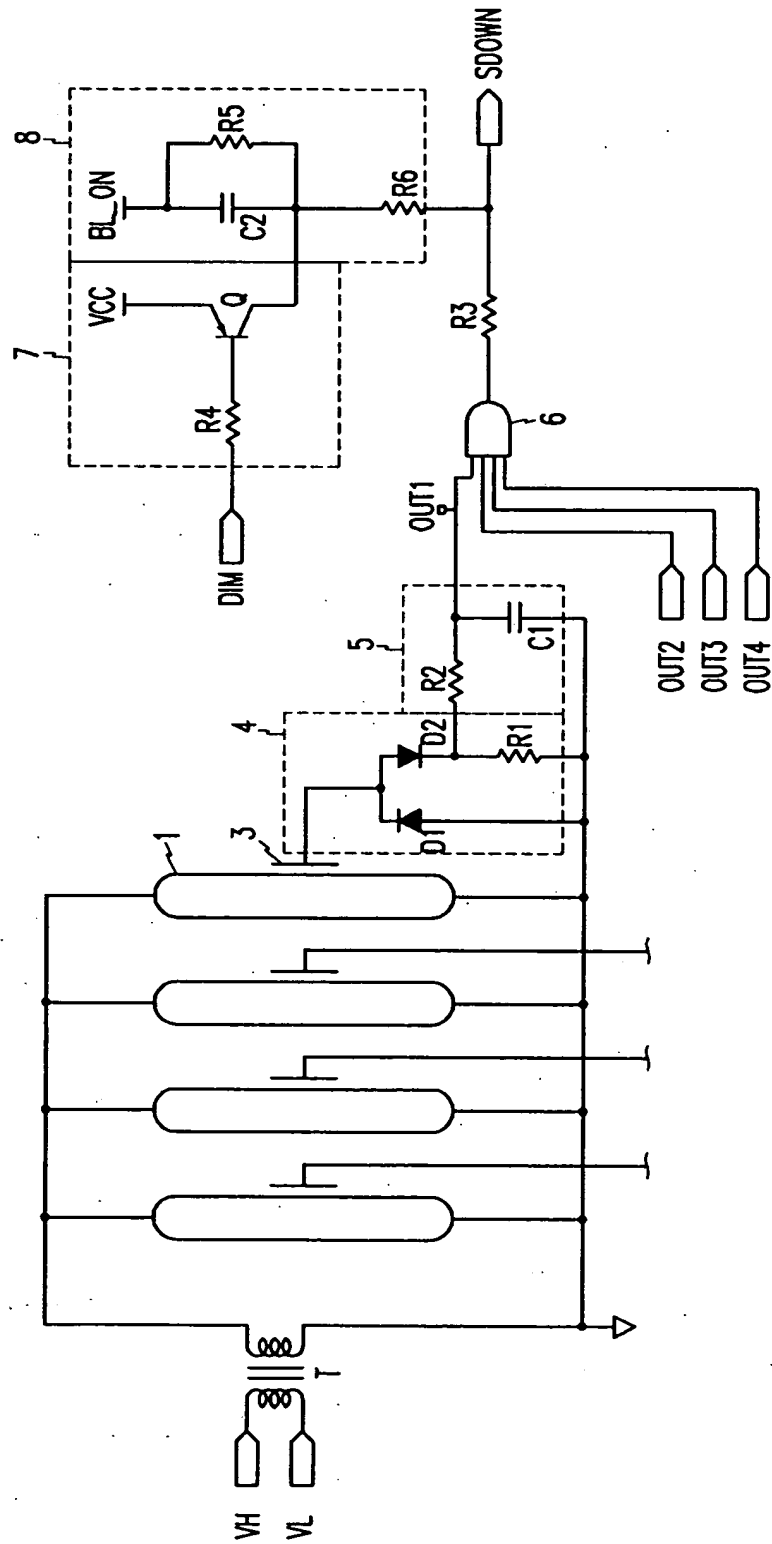 VH
VL
T
1
3
4
D1
D2
R1
5
R2
C1
OUT1
OUT2
OUT3
OUT4
6
R3
SDOWN
7
VCC
Q
R4
DIM
8
BL_ON
C2
R5
R6